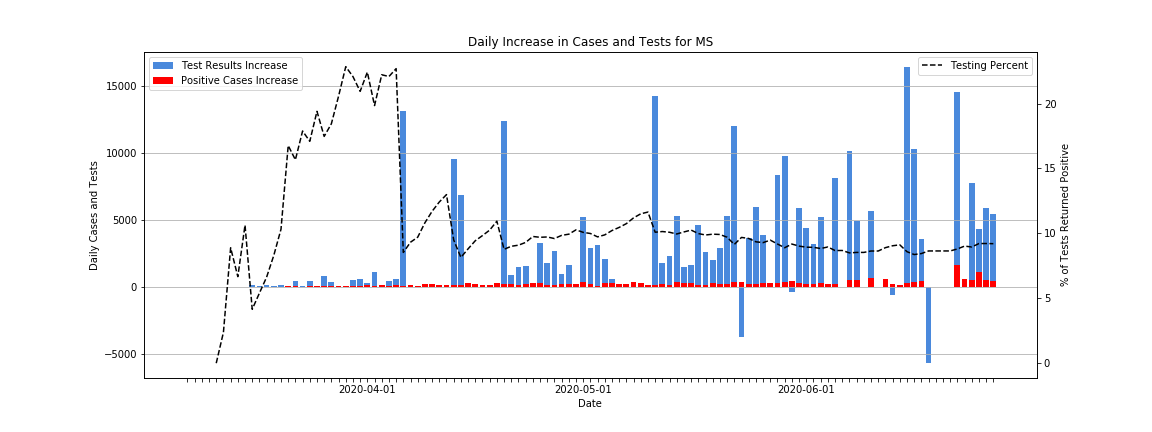 Daily Increase in Cases and Tests for MS
Test Results Increase
Positive Cases Increase
Testing Percent
15000
10000
5000
0
−5000
Daily Cases and Tests
20
15
10
5
0
% of Tests Returned Positive
2020-04-01
2020-05-01
2020-06-01
Date